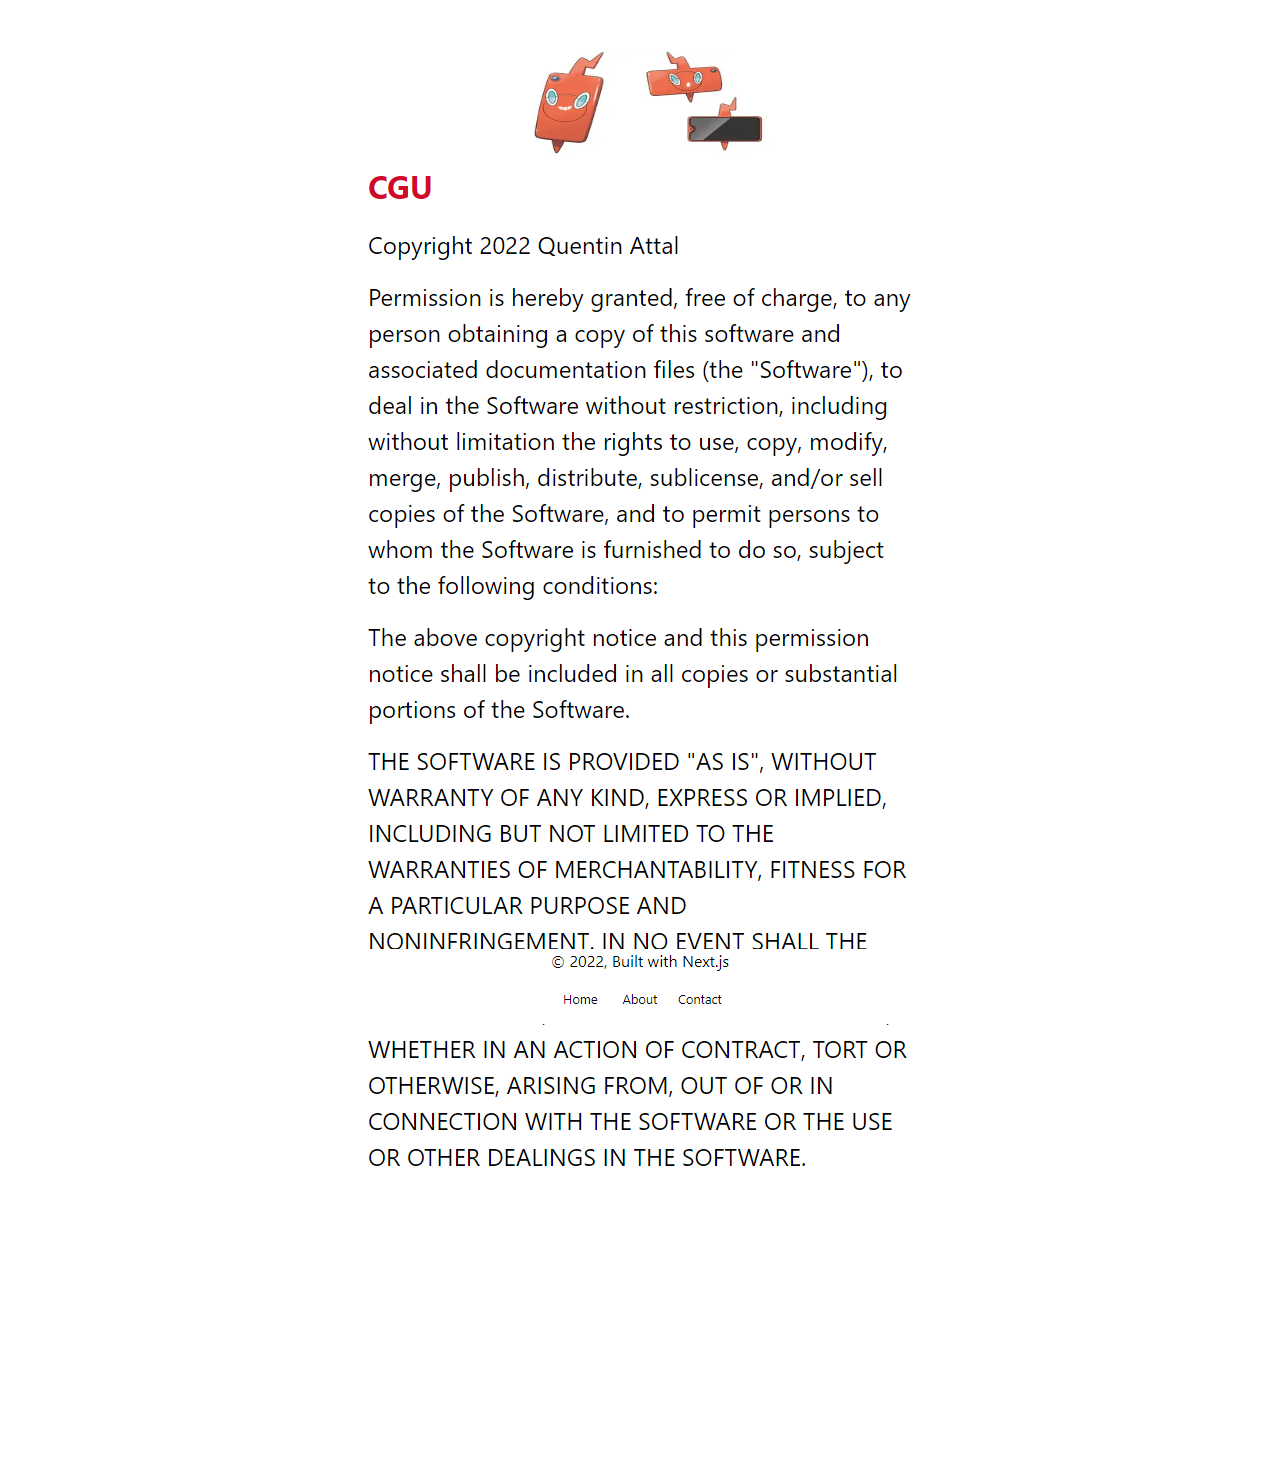 CGU
Copyright 2022 Quentin Attal
Permission is hereby granted, free of charge, to any
person obtaining a copy of this software and
associated documentation files (the "Software"), to
deal in the Software without restriction, including
without limitation the rights to use, copy, modify,
merge, publish, distribute, sublicense, and/or sell
copies of the Software, and to permit persons to
whom the Software is furnished to do so, subject
to the following conditions:
The above copyright notice and this permission
notice shall be included in all copies or substantial
portions of the Software.
THE SOFTWARE IS PROVIDED "AS IS", WITHOUT
WARRANTY OF ANY KIND, EXPRESS OR IMPLIED,
INCLUDING BUT NOT LIMITED TO THE
WARRANTIES OF MERCHANTABILITY, FITNESS FOR
A PARTICULAR PURPOSE AND
NONINFRINGEMENT. IN NO EVENT SHALL THE
© 2022, Built with Next.js
Home About Contact
WHETHER IN AN ACTION OF CONTRACT, TORT OR
OTHERWISE, ARISING FROM, OUT OF OR IN
CONNECTION WITH THE SOFTWARE OR THE USE
OR OTHER DEALINGS IN THE SOFTWARE.